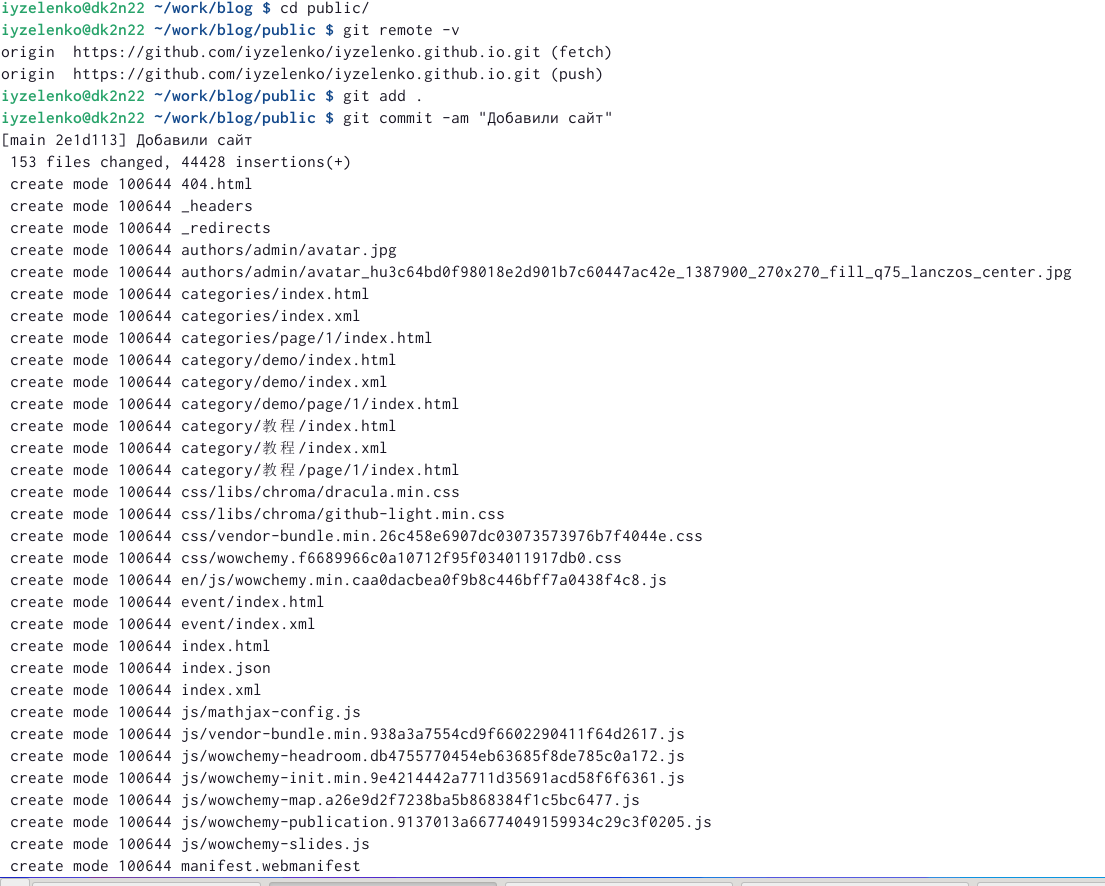 iyzelenko@dk2n22 ~/work/blog $ cd public/
iyzelenko@dk2n22 ~/work/blog/public $ git remote -v
origin  https://github.com/iyzelenko/iyzelenko.github.io.git (fetch)
origin  https://github.com/iyzelenko/iyzelenko.github.io.git (push)
iyzelenko@dk2n22 ~/work/blog/public $ git add .
iyzelenko@dk2n22 ~/work/blog/public $ git commit -am "Добавили сайт"
[main 2e1d113] Добавили сайт
 153 files changed, 44428 insertions(+)
 create mode 100644 404.html
 create mode 100644 _headers
 create mode 100644 _redirects
 create mode 100644 authors/admin/avatar.jpg
 create mode 100644 authors/admin/avatar_hu3c64bd0f98018e2d901b7c60447ac42e_1387900_270x270_fill_q75_lanczos_center.jpg
 create mode 100644 categories/index.html
 create mode 100644 categories/index.xml
 create mode 100644 categories/page/1/index.html
 create mode 100644 category/demo/index.html
 create mode 100644 category/demo/index.xml
 create mode 100644 category/demo/page/1/index.html
 create mode 100644 category/教程/index.html
 create mode 100644 category/教程/index.xml
 create mode 100644 category/教程/page/1/index.html
 create mode 100644 css/libs/chroma/dracula.min.css
 create mode 100644 css/libs/chroma/github-light.min.css
 create mode 100644 css/vendor-bundle.min.26c458e6907dc03073573976b7f4044e.css
 create mode 100644 css/wowchemy.f6689966c0a10712f95f034011917db0.css
 create mode 100644 en/js/wowchemy.min.caa0dacbea0f9b8c446bff7a0438f4c8.js
 create mode 100644 event/index.html
 create mode 100644 event/index.xml
 create mode 100644 index.html
 create mode 100644 index.json
 create mode 100644 index.xml
 create mode 100644 js/mathjax-config.js
 create mode 100644 js/vendor-bundle.min.938a3a7554cd9f6602290411f64d2617.js
 create mode 100644 js/wowchemy-headroom.db4755770454eb63685f8de785c0a172.js
 create mode 100644 js/wowchemy-init.min.9e4214442a7711d35691acd58f6f6361.js
 create mode 100644 js/wowchemy-map.a26e9d2f7238ba5b868384f1c5bc6477.js
 create mode 100644 js/wowchemy-publication.9137013a66774049159934c29c3f0205.js
 create mode 100644 js/wowchemy-slides.js
 create mode 100644 manifest.webmanifest